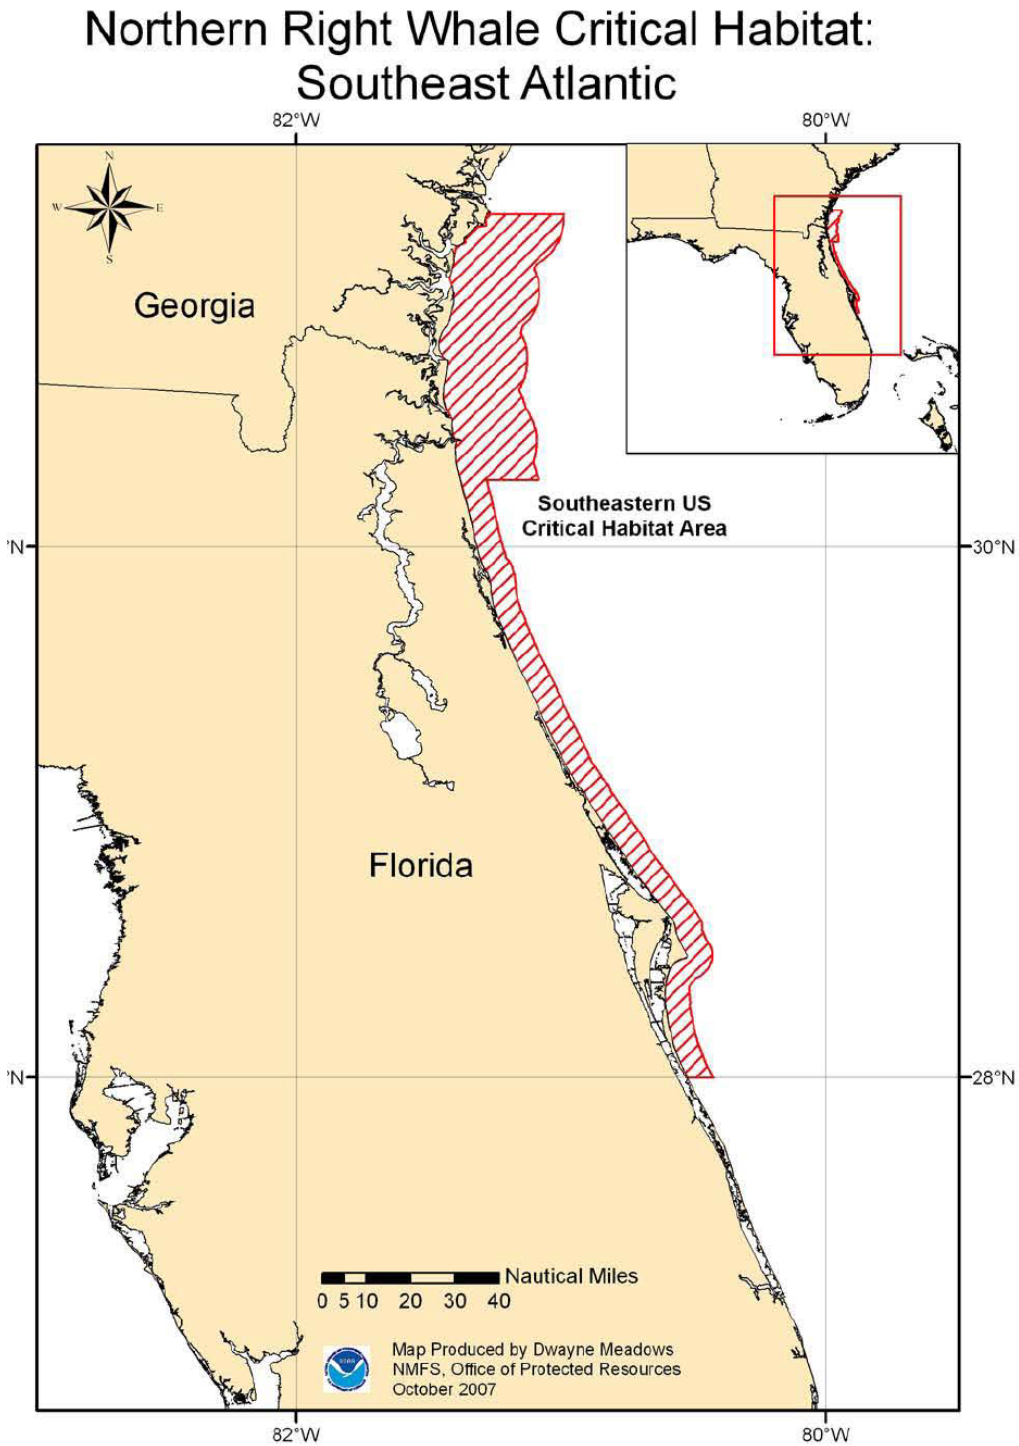 Northern Right Whale Critical Habitat:
Southeast Atlantic
82°W
80°W
N
W
E
S
Georgia
Southeastern US
Critical Habitat Area
°N
30°N
Florida
°N
28°N
Nautical Miles
0 5 10 20 30 40
NOAA
Map Produced by Dwayne Meadows
NMFS, Office of Protected Resources
October 2007
82°W
80°W